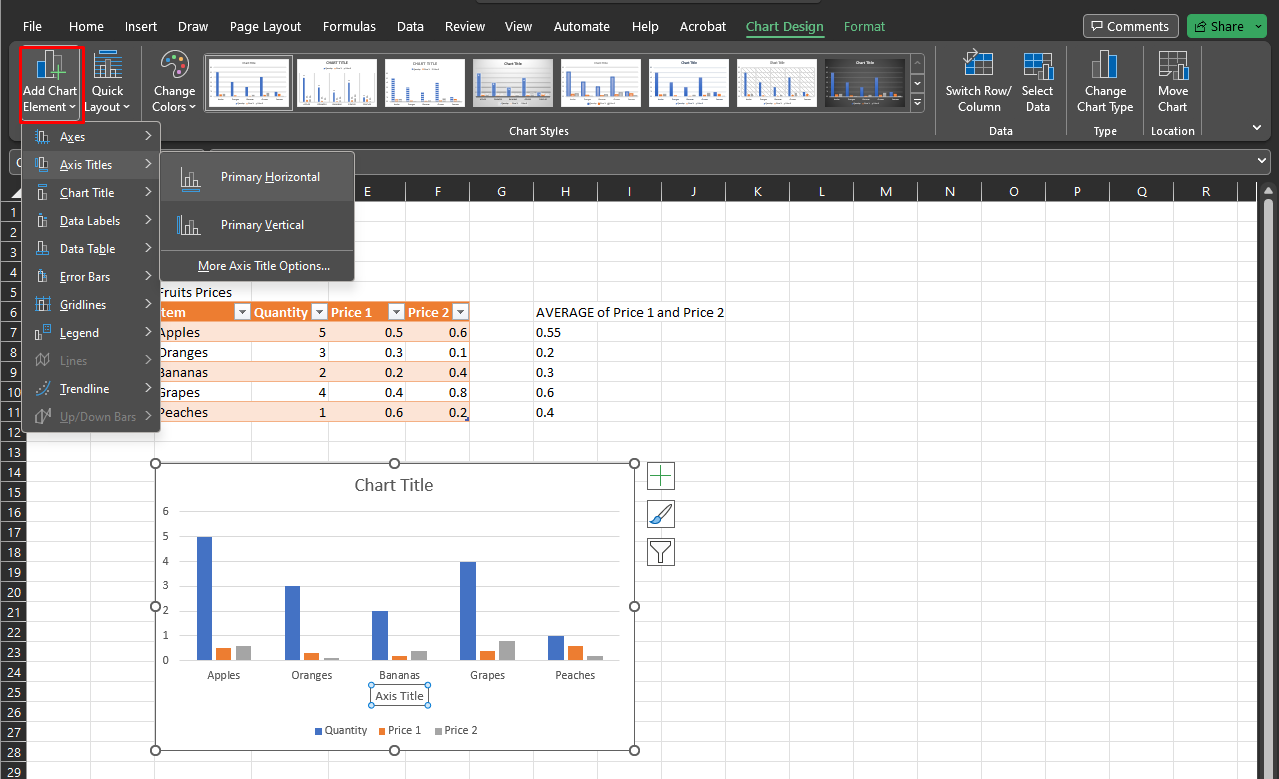 File Home Insert Draw Page Layout Formulas Data Review View Automate Help Acrobat Chart Design Format Comments Share
Add Chart Element
Quick Layout
Change Colors
Chart Styles
Switch Row/ Column
Select Data
Data
Change Chart Type
Type
Move Chart
Location
Axes
Axis Titles
Chart Title
Data Labels
Data Table
Error Bars
Gridlines
Legend
Lines
Trendline
Up/Down Bars
Primary Horizontal
Primary Vertical
More Axis Title Options...
E F G H I J K L M N O P Q R
1
2
3
4
5 Fruits Prices
6 Item Quantity Price 1 Price 2 AVERAGE of Price 1 and Price 2
7 Apples 5 0.5 0.6 0.55
8 Oranges 3 0.3 0.1 0.2
9 Bananas 2 0.2 0.4 0.3
10 Grapes 4 0.4 0.8 0.6
11 Peaches 1 0.6 0.2 0.4
12
13
14
15
16
17
18
19
20
21
22
23
24
25
26
27
28
29
Chart Title
6
5
4
3
2
1
0
Apples Oranges Bananas Grapes Peaches
Axis Title
Quantity Price 1 Price 2